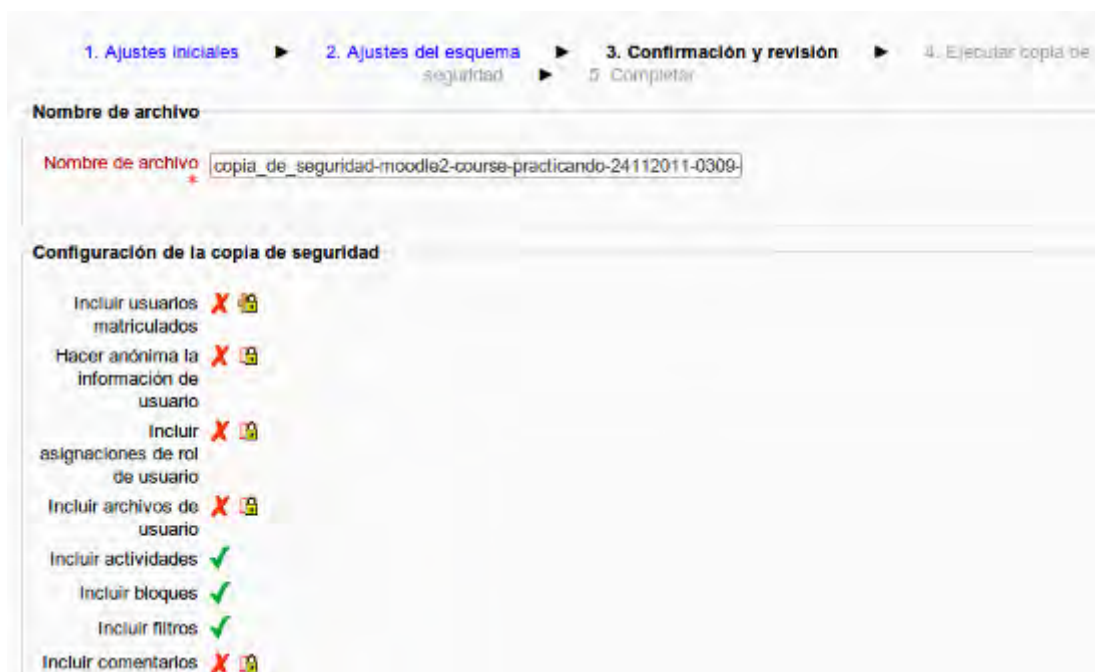 1. Ajustes iniciales ► 2. Ajustes del esquema ► 3. Confirmación y revisión ► 4. Ejecutar copia de
seguridad ► 5. Completar
Nombre de archivo
Nombre de archivo copia_de_seguridad-moodle2-course-practicando-24112011-0309-
*
Configuración de la copia de seguridad
Incluir usuarios
matriculados
Hacer anónima la
información de
usuario
Incluir
asignaciones de rol
de usuario
Incluir archivos de
usuario
Incluir actividades
Incluir bloques
Incluir filtros
Incluir comentarios